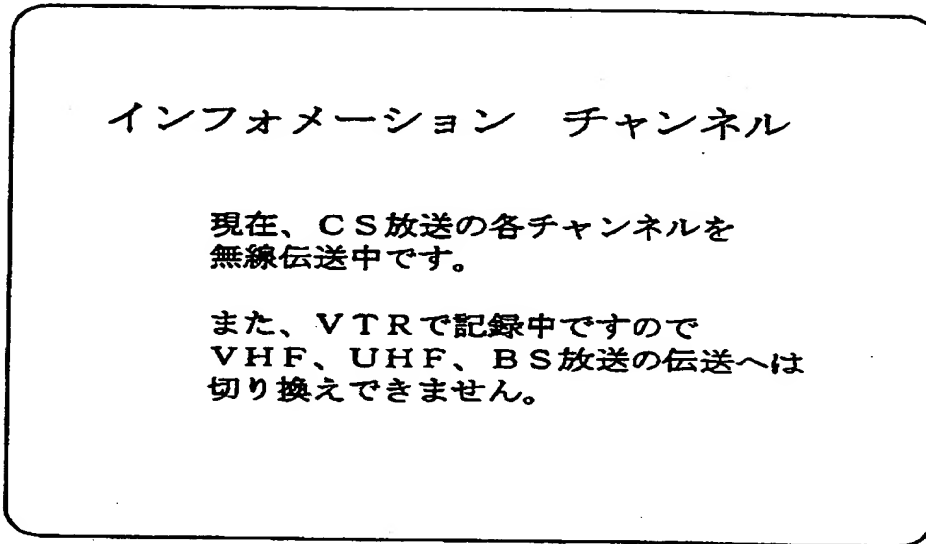 インフォメーション　チャンネル
現在、ＣＳ放送の各チャンネルを
無線伝送中です。
また、ＶＴＲで記録中ですので
ＶＨＦ、ＵＨＦ、ＢＳ放送の伝送へは
切り換えできません。